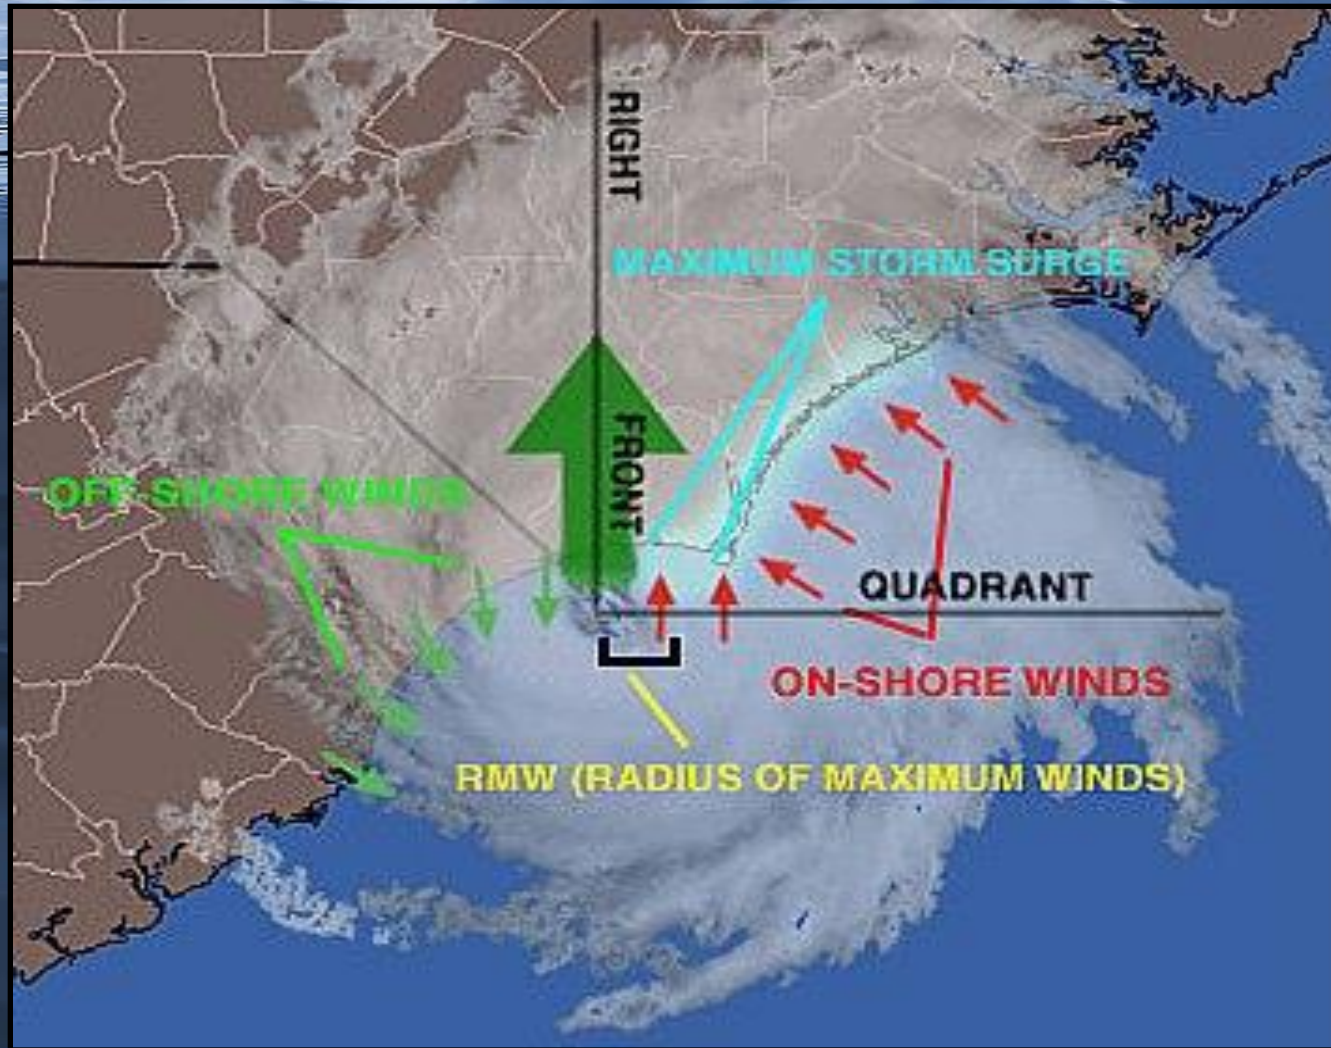 RIGHT
FRONT
MAXIMUM STORM SURGE
OFF-SHORE WINDS
QUADRANT
ON-SHORE WINDS
RMW (RADIUS OF MAXIMUM WINDS)